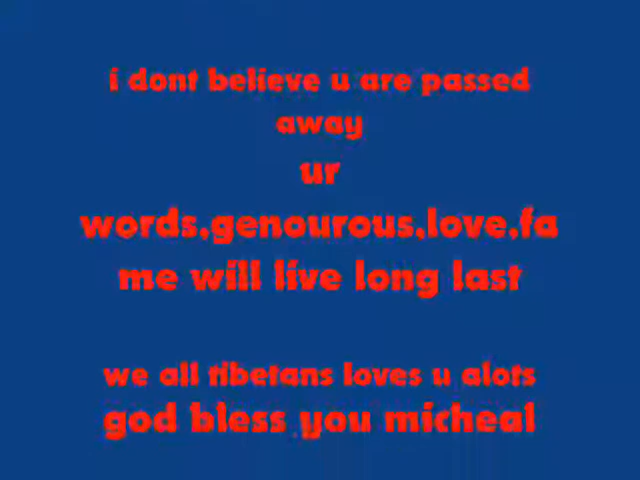 i dont believe u are passed
away
ur
words,genourous,love,fa
me will live long last
we all tibetans loves u alots
god bless you micheal